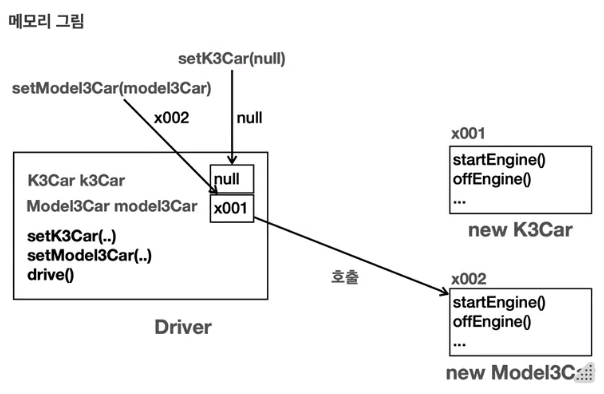 메모리 그림
setK3Car(null)
setModel3Car(model3Car)
x002
null
K3Car k3Car
null
Model3Car model3Car
x001
setK3Car(..)
setModel3Car(..)
drive()
Driver
호출
x001
startEngine()
offEngine()
...
new K3Car
x002
startEngine()
offEngine()
...
new Model3C